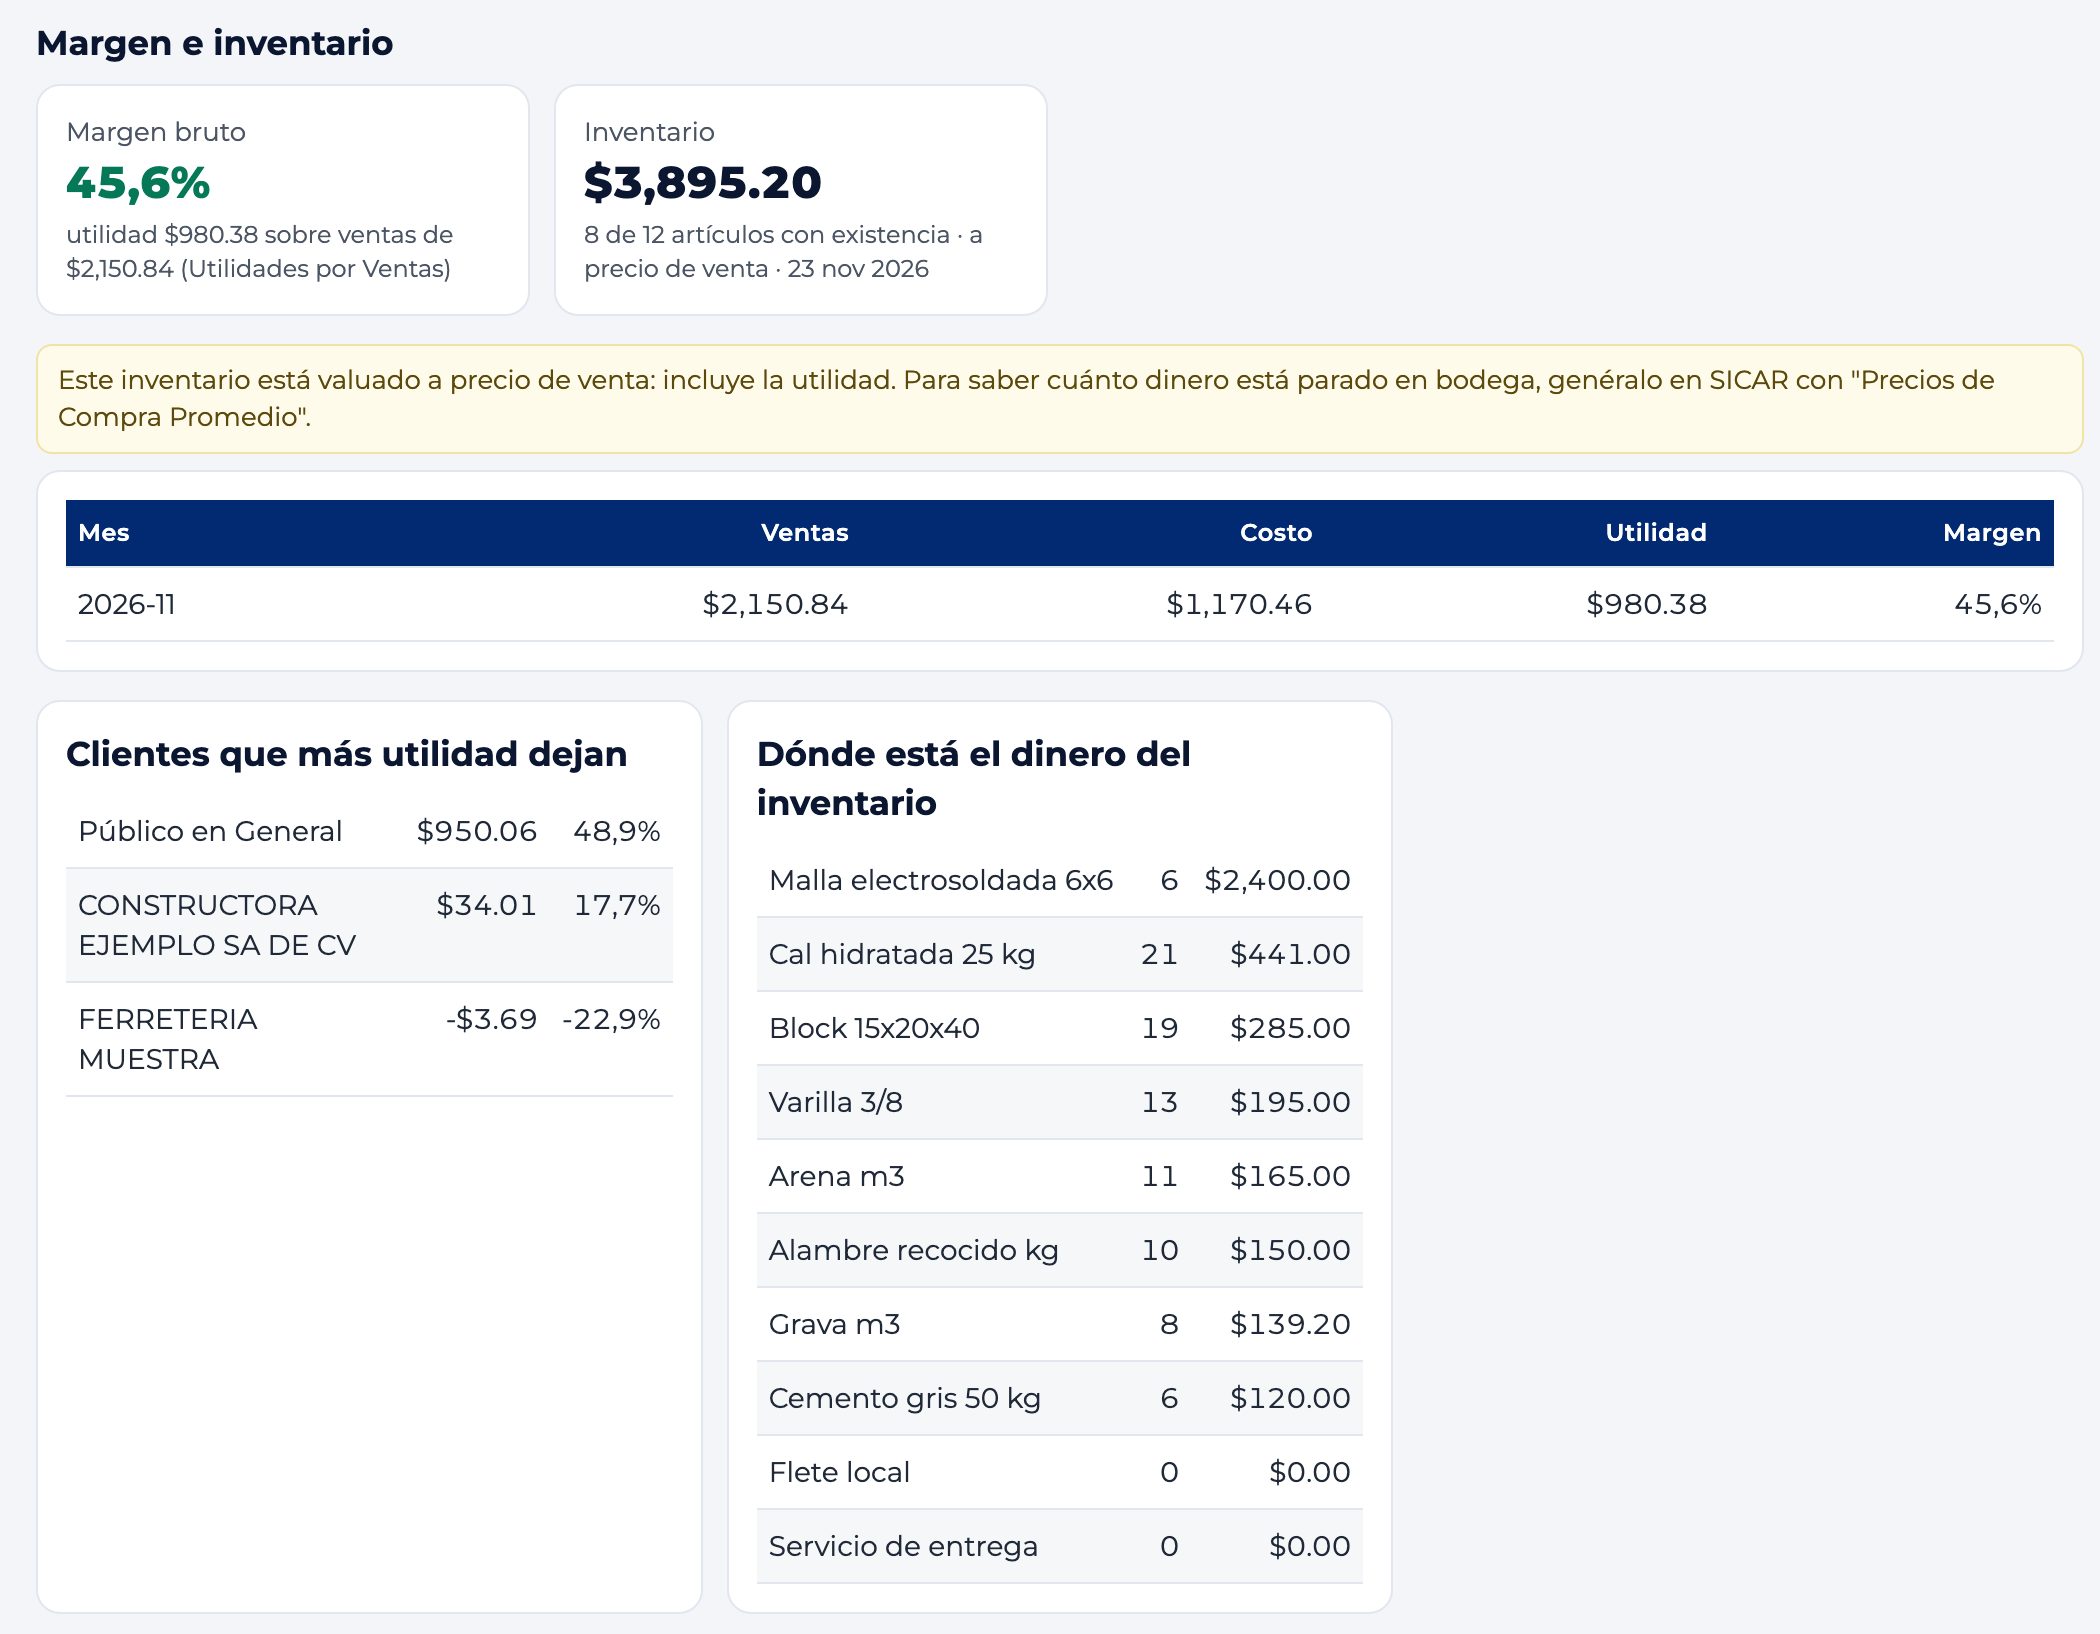 Margen e inventario
Margen bruto
45,6%
utilidad $980.38 sobre ventas de
$2,150.84 (Utilidades por Ventas)
Inventario
$3,895.20
8 de 12 artículos con existencia · a
precio de venta · 23 nov 2026
Este inventario está valuado a precio de venta: incluye la utilidad. Para saber cuánto dinero está parado en bodega, genéralo en SICAR con "Precios de
Compra Promedio".
Mes Ventas Costo Utilidad Margen
2026-11 $2,150.84 $1,170.46 $980.38 45,6%
Clientes que más utilidad dejan
Público en General $950.06 48,9%
CONSTRUCTORA $34.01 17,7%
EJEMPLO SA DE CV
FERRETERIA -$3.69 -22,9%
MUESTRA
Dónde está el dinero del
inventario
Malla electrosoldada 6x6 6 $2,400.00
Cal hidratada 25 kg 21 $441.00
Block 15x20x40 19 $285.00
Varilla 3/8 13 $195.00
Arena m3 11 $165.00
Alambre recocido kg 10 $150.00
Grava m3 8 $139.20
Cemento gris 50 kg 6 $120.00
Flete local 0 $0.00
Servicio de entrega 0 $0.00